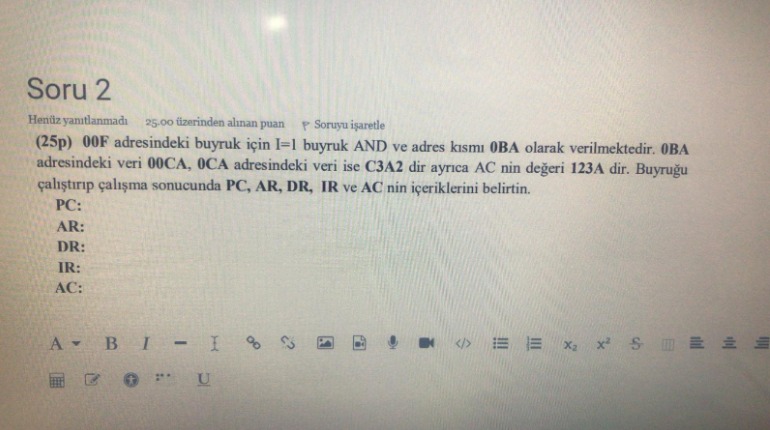 Soru 2
Henüz yanıtlanmadı 25.00 üzerinden alınan puan Soruyu işaretle
(25p) 00F adresindeki buyruk için I=1 buyruk AND ve adres kısmı 0BA olarak verilmektedir. 0BA
adresindeki veri 00CA, 0CA adresindeki veri ise C3A2 dir ayrıca AC nin değeri 123A dir. Buyruğu
çalıştırıp çalışma sonucunda PC, AR, DR, IR ve AC nin içeriklerini belirtin.
PC:
AR:
DR:
IR:
AC:
A B I </> X₂ X² S
U